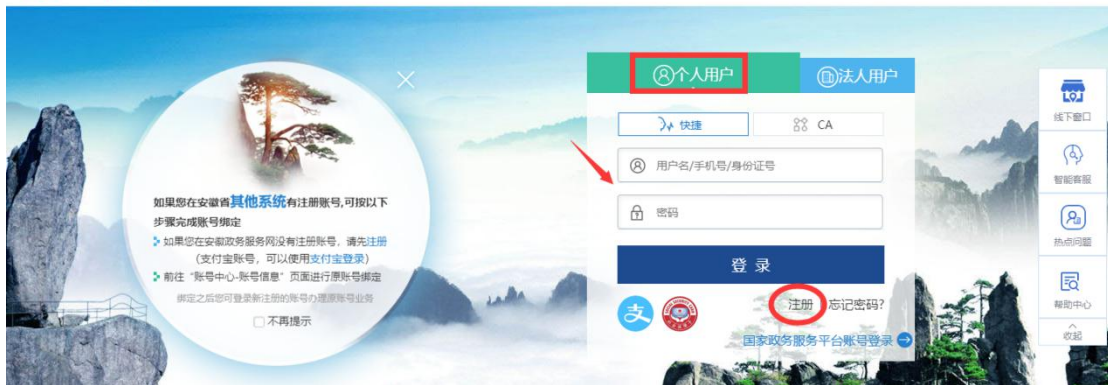 如果您在安徽省其他系统有注册账号,可按以下
步骤完成账号绑定
如果您在安徽政务服务网没有注册账号，请先注册
(支付宝账号，可以使用支付宝登录)
前往“账号中心-账号信息”页面进行原账号绑定
绑定之后您可登录新注册的账号办理原账号业务
不再提示
个人用户
法人用户
快捷
CA
用户名/手机号/身份证号
密码
登录
支
注册
忘记密码?
国家政务服务平台账号登录
线下窗口
智能客服
热点问题
帮助中心
收起